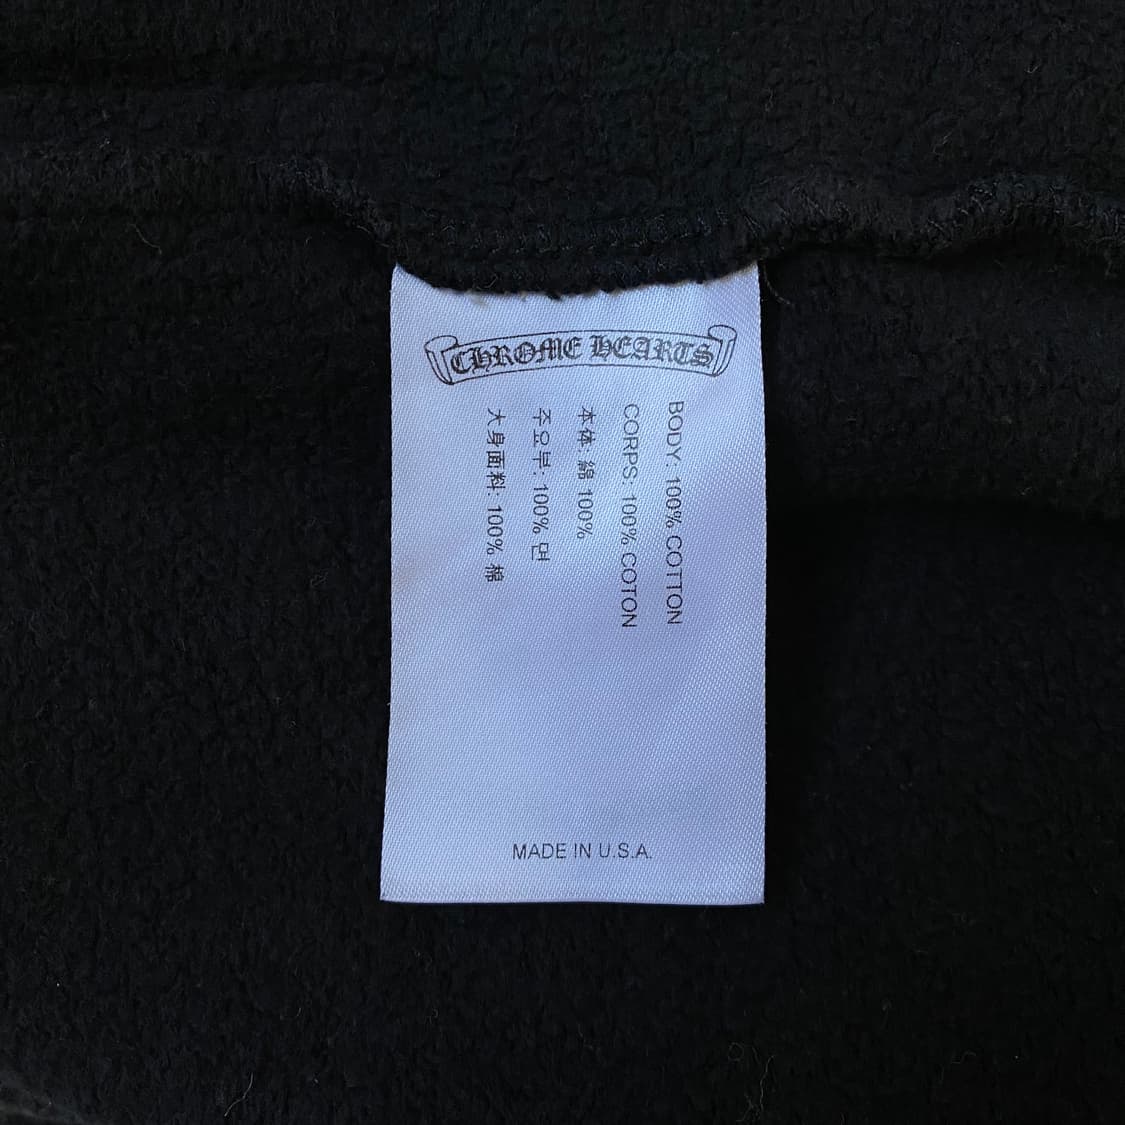 CHROME HEARTS
BODY: 100% COTTON
CORPS: 100% COTON
本体: 綿 100%
주요부: 100% 면
大身面料: 100% 棉
MADE IN U.S.A.